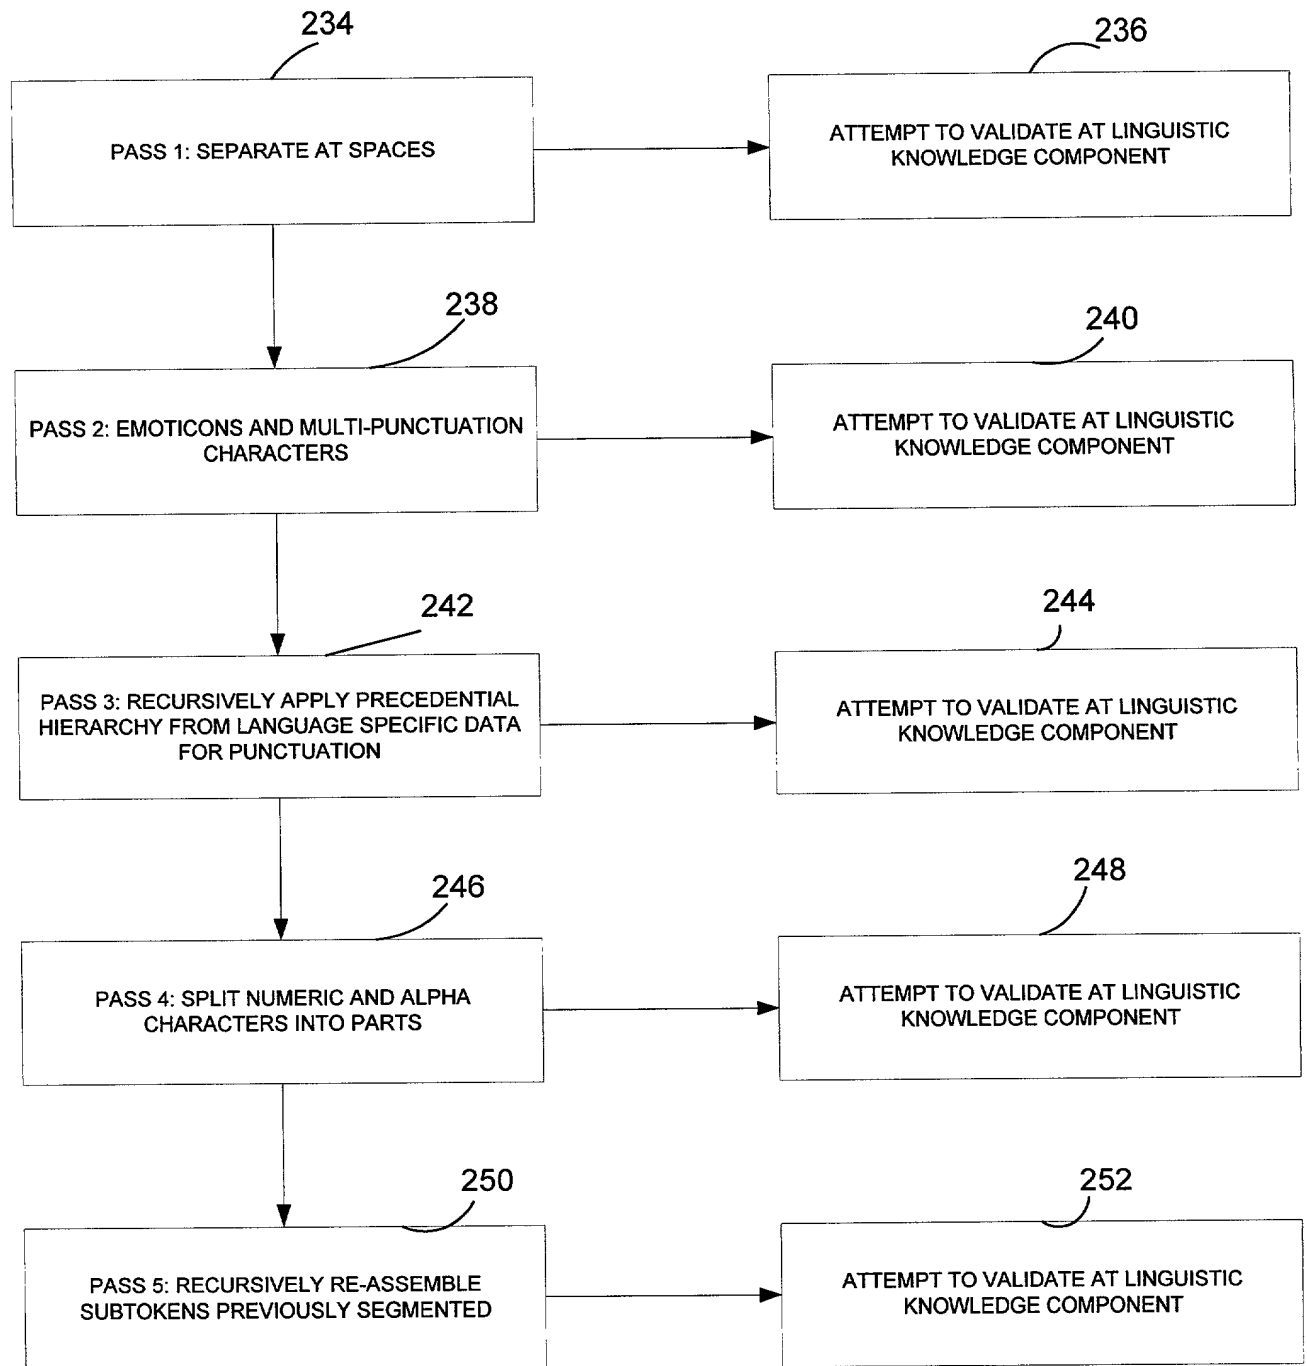 234
236
PASS 1: SEPARATE AT SPACES
ATTEMPT TO VALIDATE AT LINGUISTIC
KNOWLEDGE COMPONENT
238
240
PASS 2: EMOTICONS AND MULTI-PUNCTUATION
CHARACTERS
ATTEMPT TO VALIDATE AT LINGUISTIC
KNOWLEDGE COMPONENT
242
244
PASS 3: RECURSIVELY APPLY PRECEDENTIAL
HIERARCHY FROM LANGUAGE SPECIFIC DATA
FOR PUNCTUATION
ATTEMPT TO VALIDATE AT LINGUISTIC
KNOWLEDGE COMPONENT
246
248
PASS 4: SPLIT NUMERIC AND ALPHA
CHARACTERS INTO PARTS
ATTEMPT TO VALIDATE AT LINGUISTIC
KNOWLEDGE COMPONENT
250
252
PASS 5: RECURSIVELY RE-ASSEMBLE
SUBTOKENS PREVIOUSLY SEGMENTED
ATTEMPT TO VALIDATE AT LINGUISTIC
KNOWLEDGE COMPONENT